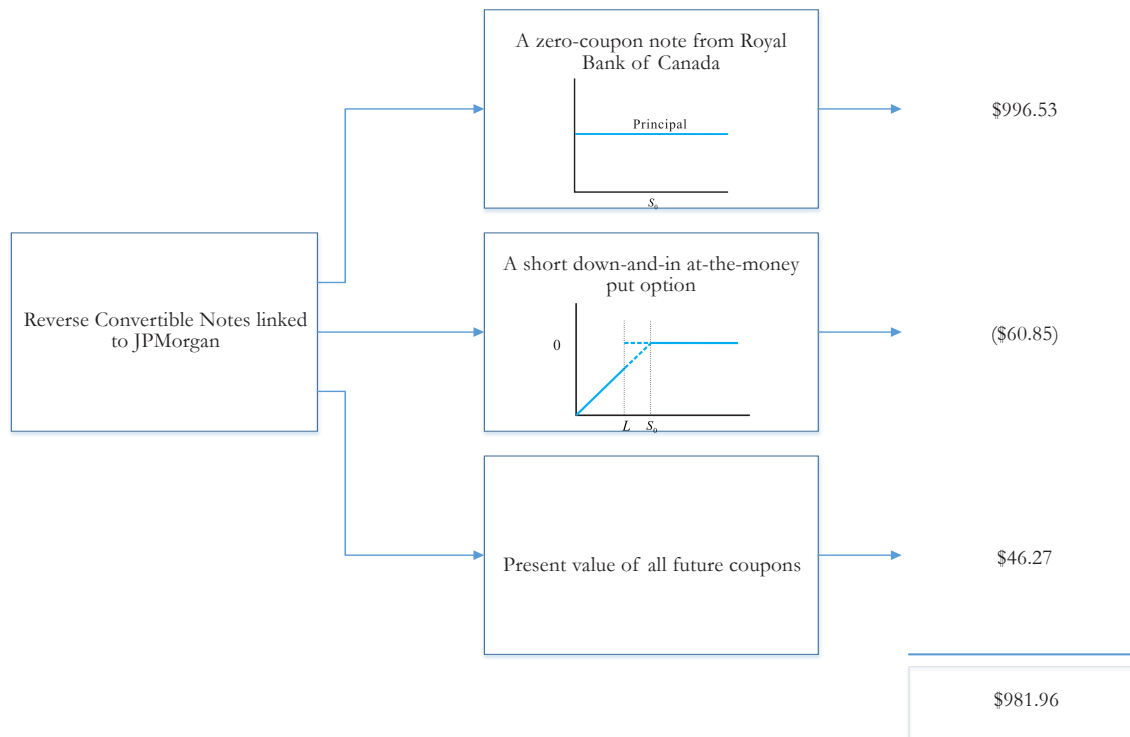 A zero-coupon note from Royal
Bank of Canada
Principal
S₀
$996.53
Reverse Convertible Notes linked
to JPMorgan
A short down-and-in at-the-money
put option
0
L S₀
($60.85)
Present value of all future coupons
$46.27
$981.96